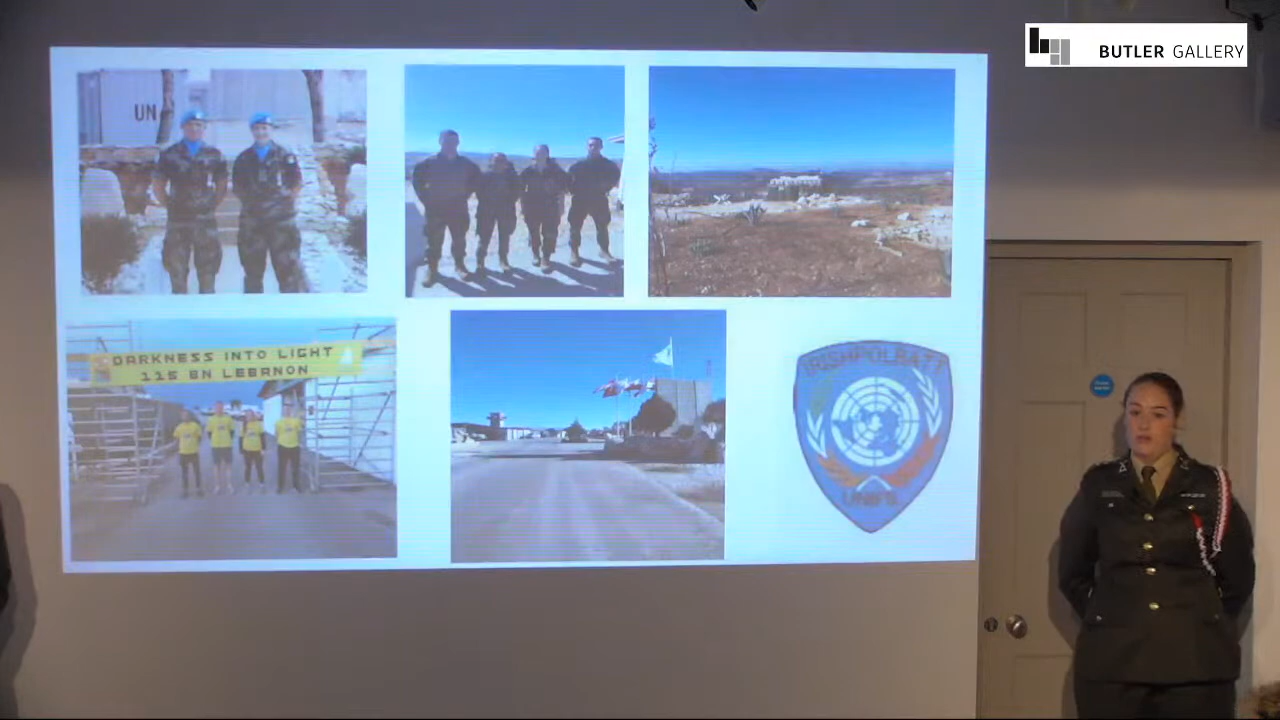 BUTLER GALLERY
UN
DARKNESS INTO LIGHT
115 BN LEBANON
IRISHPOLBATT
UNIFIL